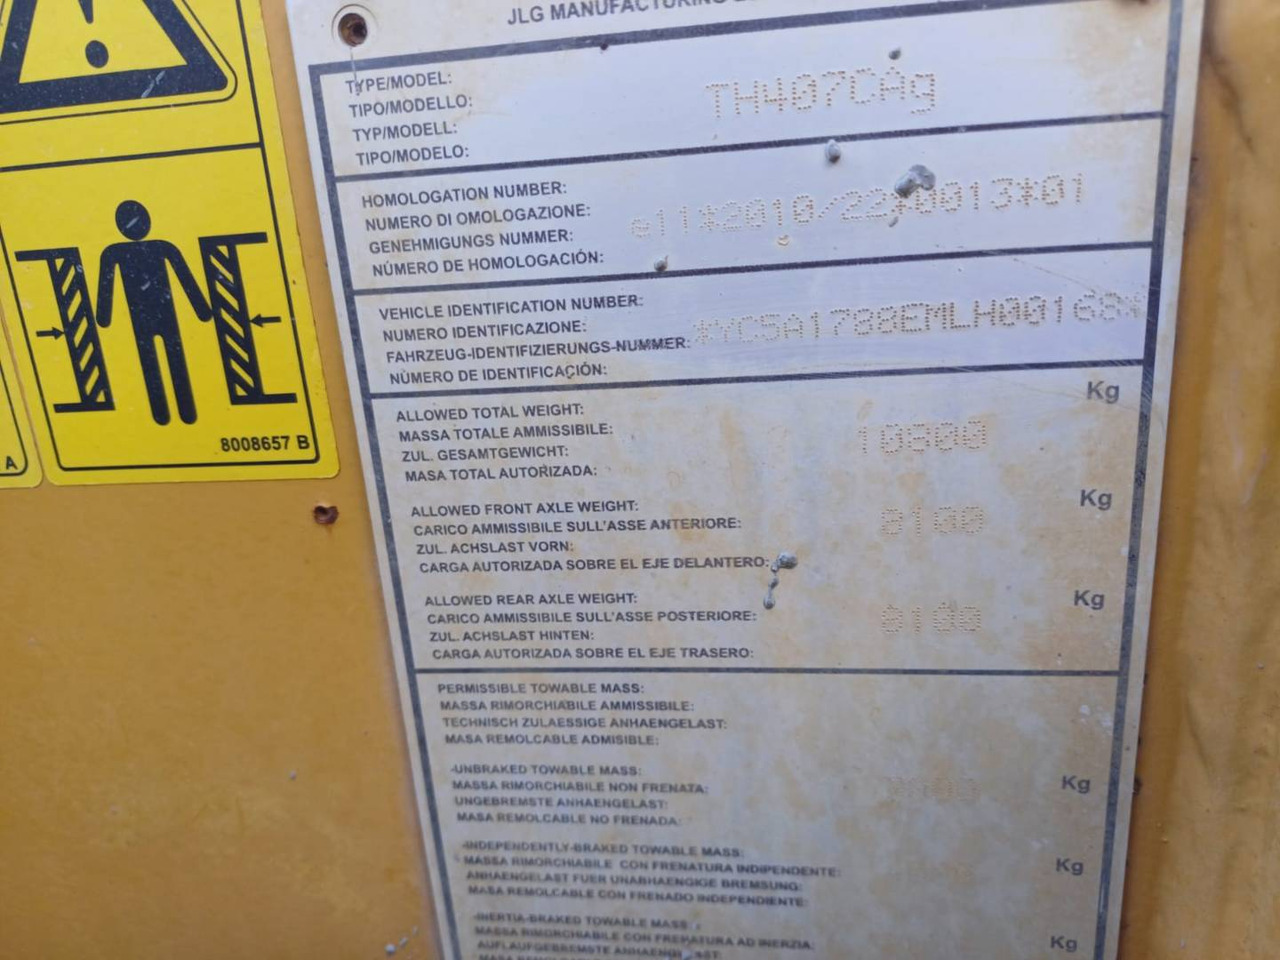 JLG MANUFACTURING
TYPE/MODEL:
TIPO/MODELLO:
TYP/MODELL:
TIPO/MODELO:
TH407CAg
HOMOLOGATION NUMBER:
NUMERO DI OMOLOGAZIONE:
GENEHMIGUNGS NUMMER:
NÚMERO DE HOMOLOGACIÓN:
e11*2010/22*0013*01
VEHICLE IDENTIFICATION NUMBER:
NUMERO IDENTIFICAZIONE:
FAHRZEUG-IDENTIFIZIERUNGS-NUMMER:
NÚMERO DE IDENTIFICACIÓN:
ALLOWED TOTAL WEIGHT:
MASSA TOTALE AMMISSIBILE:
ZUL. GESAMTGEWICHT:
MASA TOTAL AUTORIZADA:
Kg
ALLOWED FRONT AXLE WEIGHT:
CARICO AMMISSIBILE SULL'ASSE ANTERIORE:
ZUL. ACHSLAST VORN:
CARGA AUTORIZADA SOBRE EL EJE DELANTERO:
Kg
ALLOWED REAR AXLE WEIGHT:
CARICO AMMISSIBILE SULL'ASSE POSTERIORE:
ZUL. ACHSLAST HINTEN:
CARGA AUTORIZADA SOBRE EL EJE TRASERO:
Kg
PERMISSIBLE TOWABLE MASS:
MASSA RIMORCHIABILE AMMISSIBILE:
TECHNISCH ZULAESSIGE ANHAENGELAST:
MASA REMOLCABLE ADMISIBLE:
-UNBRAKED TOWABLE MASS:
MASSA RIMORCHIABILE NON FRENATA:
UNGEBREMSTE ANHAENGELAST:
MASA REMOLCABLE NO FRENADA:
Kg
-INDEPENDENTLY-BRAKED TOWABLE MASS:
MASSA RIMORCHIABILE CON FRENATURA INDIPENDENTE:
ANHAENGELAST FUER UNABHAENGIGE BREMSUNG:
MASA REMOLCABLE CON FRENADO INDEPENDIENTE:
Kg
-INERTIA-BRAKED TOWABLE MASS:
MASSA RIMORCHIABILE CON FRENATURA AD INERZIA:
AUFLAUFGEBREMSTE
Kg
8008657 B
A